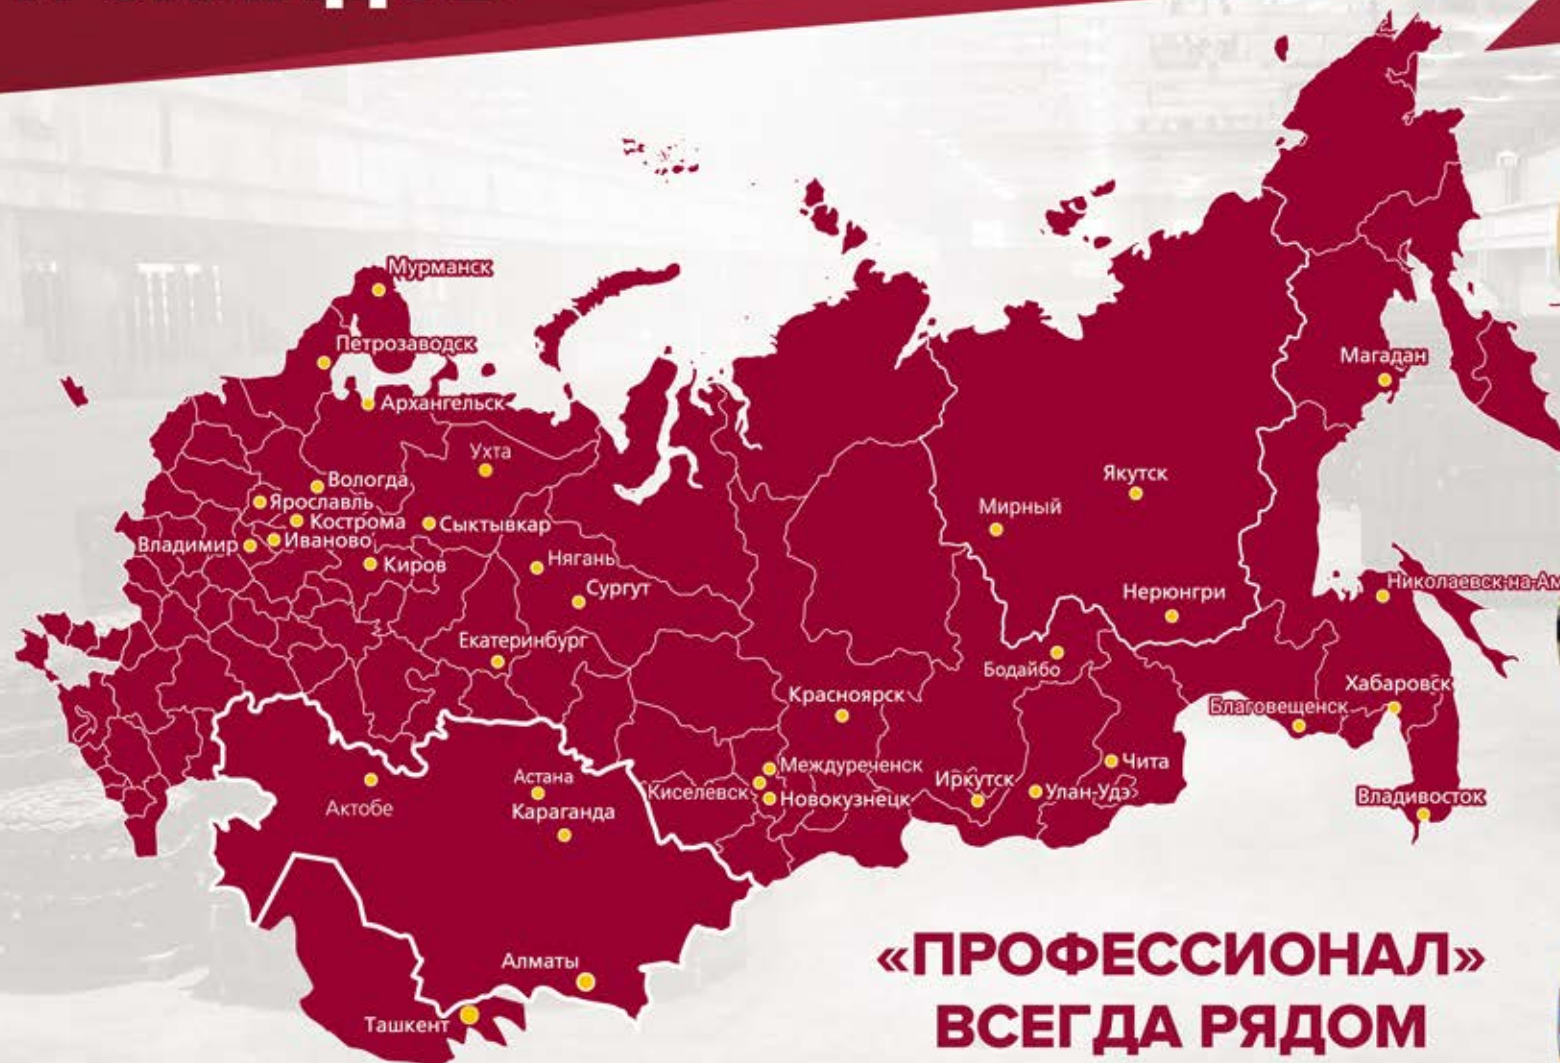 Мурманск
Петрозаводск
Архангельск
Магадан
Ухта
Якутск
Вологда
Ярославль
Мирный
Кострома
Сыктывкар
Иваново
Владимир
Нягань
Киров
Николаевск-на-Ам
Сургут
Нерюнгри
Екатеринбург
Бодайбо
Хабаровск
Красноярск
Благовещенск
Чита
Междуреченск
Астана
Иркутск
Киселевск
Улан-Удэ
Новокузнецк
Владивосток
Актобе
Караганда
«ПРОФЕССИОНАЛ»
Алматы
ВСЕГДА РЯДОМ
Ташкент